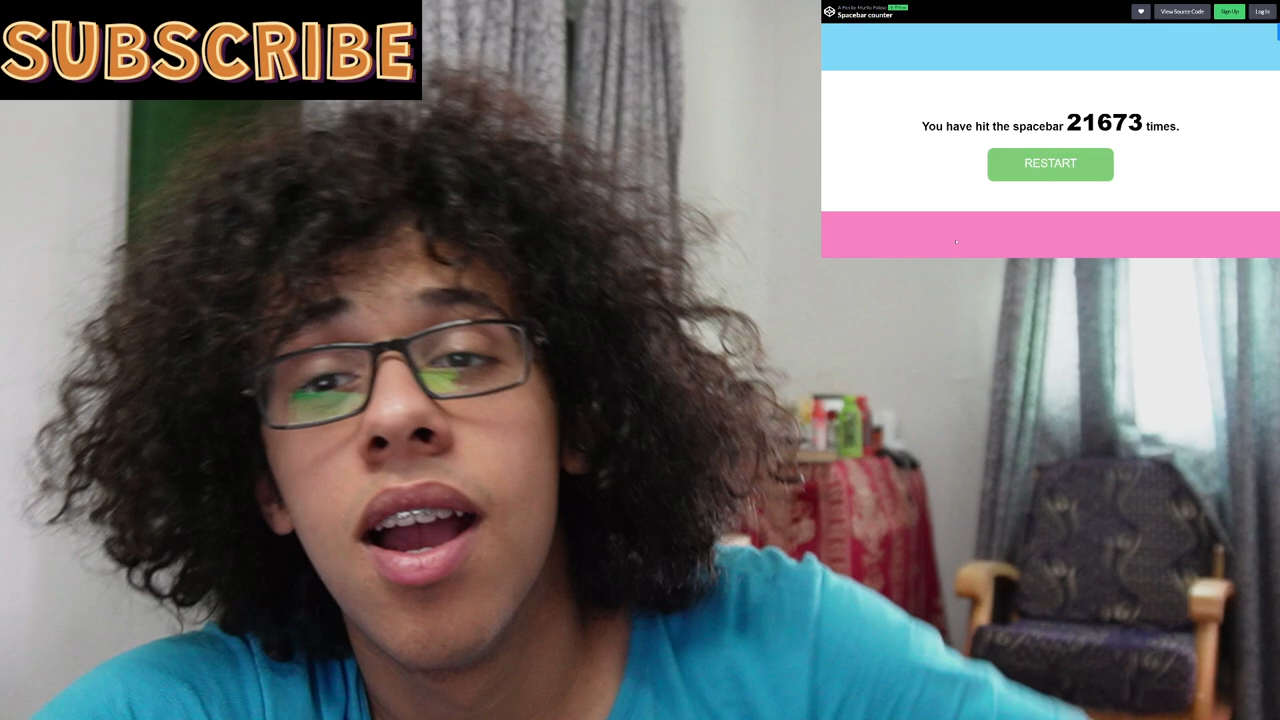 SUBSCRIBE
Spacebar counter
View Source Code
Sign Up
Log In
You have hit the spacebar 21673 times.
RESTART